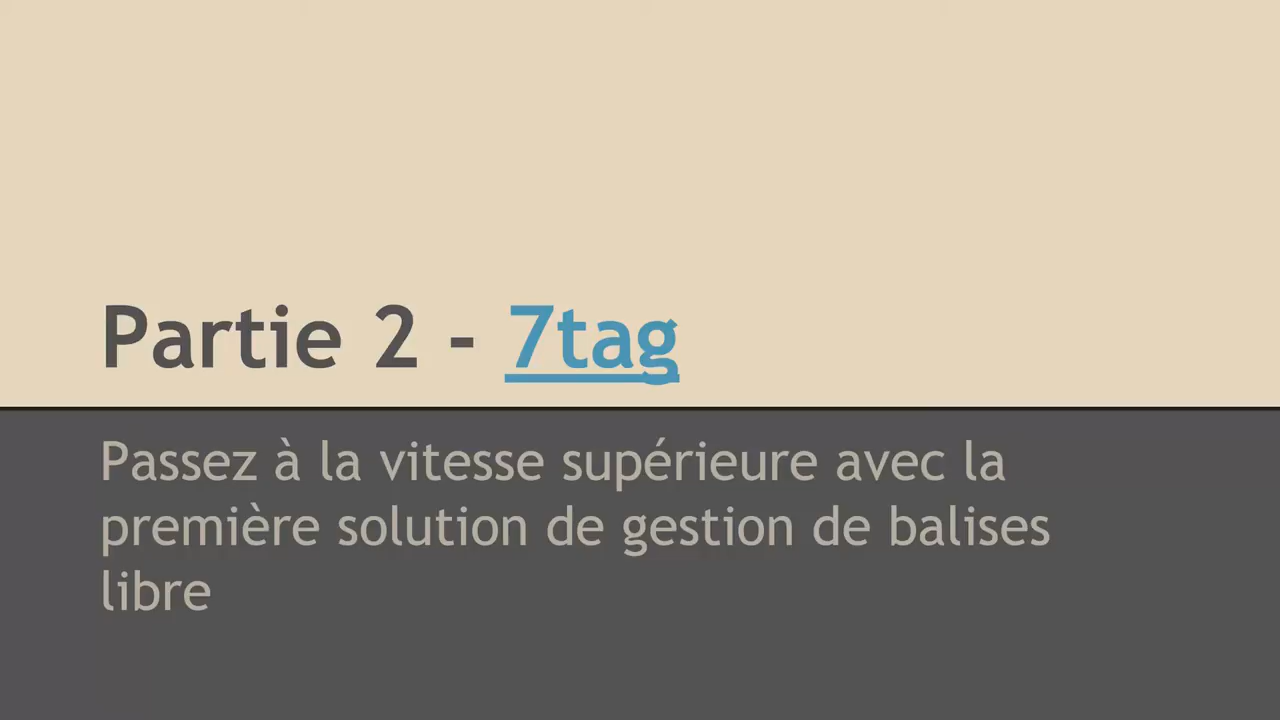 Partie 2 - 7tag
Passez à la vitesse supérieure avec la
première solution de gestion de balises
libre